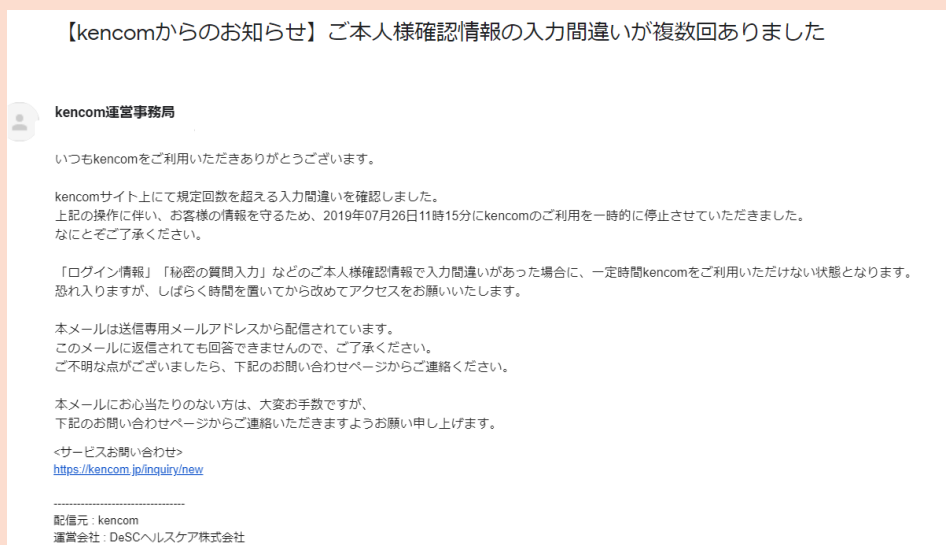 【kencomからのお知らせ】ご本人様確認情報の入力間違いが複数回ありました
kencom運営事務局
いつもkencomをご利用いただきありがとうございます。
kencomサイト上にて規定回数を超える入力間違いを確認しました。
上記の操作に伴い、お客様の情報を守るため、2019年07月26日11時15分にkencomのご利用を一時的に停止させていただきました。
なにとぞご了承ください。
「ログイン情報」「秘密の質問入力」などのご本人様確認情報で入力間違いがあった場合に、一定時間kencomをご利用いただけない状態となります。
恐れ入りますが、しばらく時間を置いてから改めてアクセスをお願いいたします。
本メールは送信専用メールアドレスから配信されています。
このメールに返信されても回答できませんので、ご了承ください。
ご不明な点がございましたら、下記のお問い合わせページからご連絡ください。
本メールにお心当たりのない方は、大変お手数ですが、
下記のお問い合わせページからご連絡いただきますようお願い申し上げます。
<サービスお問い合わせ>
https://kencom.jp/inquiry/new
---------------------------------
配信元 : kencom
運営会社 : DeSCヘルスケア株式会社